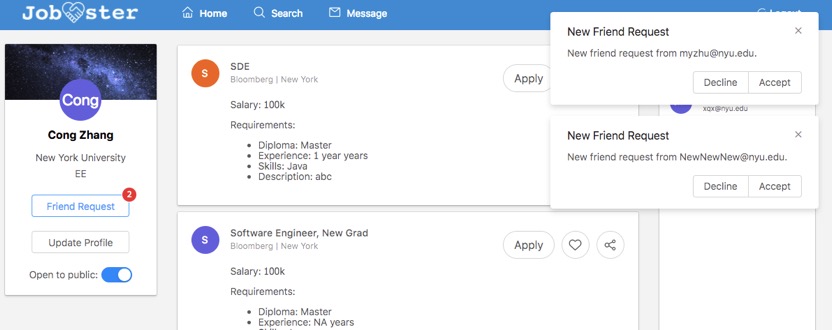 Job ster
Home
Search
Message
Logout
Cong
Cong Zhang
New York University
EE
Friend Request
2
Update Profile
Open to public:
S
SDE
Bloomberg | New York
Apply
Salary: 100k
Requirements:
Diploma: Master
Experience: 1 year years
Skills: Java
Description: abc
S
Software Engineer, New Grad
Bloomberg | New York
Apply
Salary: 100k
Requirements:
Diploma: Master
Experience: NA years
New Friend Request
New friend request from myzhu@nyu.edu.
Decline
Accept
xqx@nyu.edu
New Friend Request
New friend request from NewNewNew@nyu.edu.
Decline
Accept